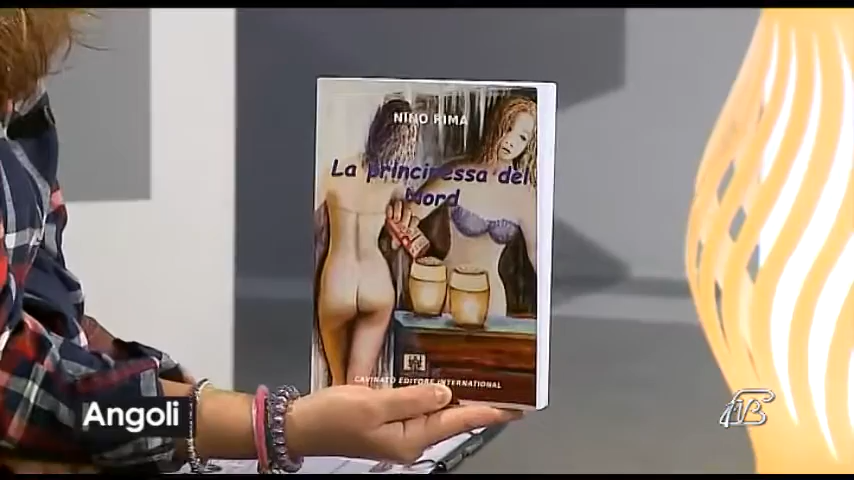 NINO RIMA
La principessa del
Nord
CAVINATO EDITORE INTERNATIONAL
Angoli